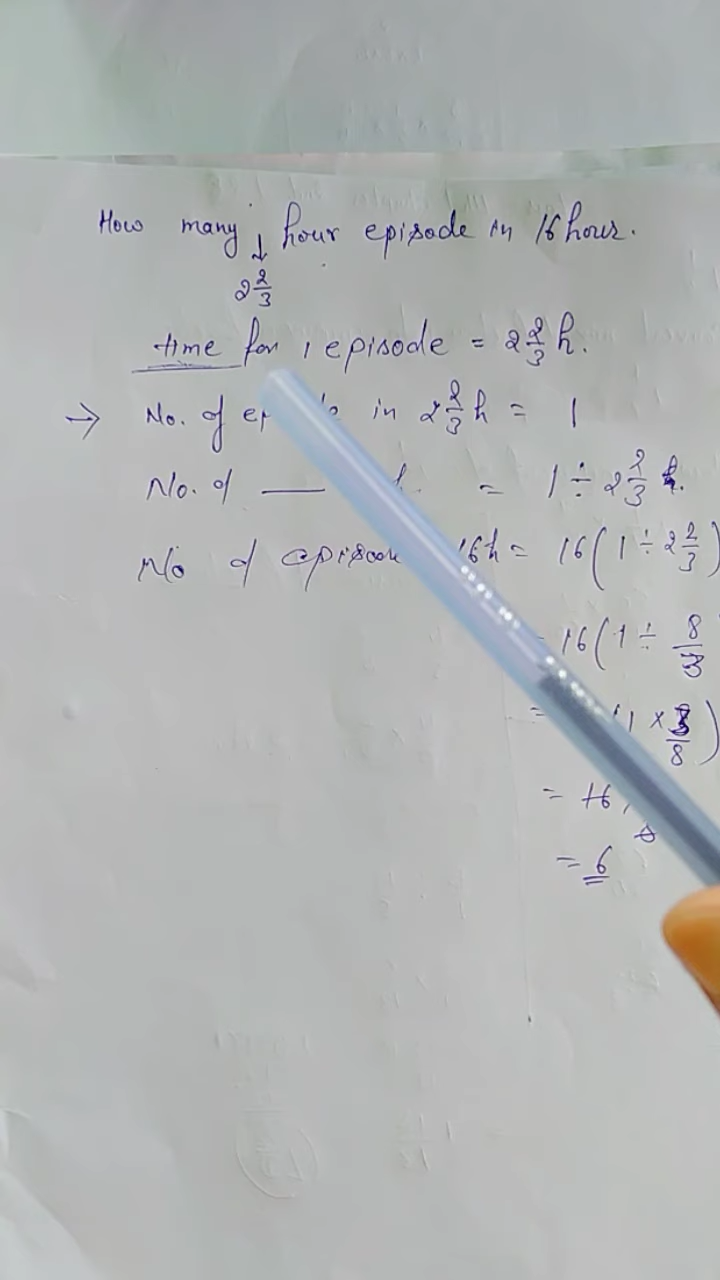 How many hour episode in 16 hour.
↓
2 2/3
time for 1 episode = 2 2/3 h.
→ No. of ep in 2 2/3 h = 1
No. of — = 1 ÷ 2 2/3
No of 16h = 16(1 ÷ 2 2/3)
16(1 ÷ 8/3
= 1 × 3/8)
= 16
= 6